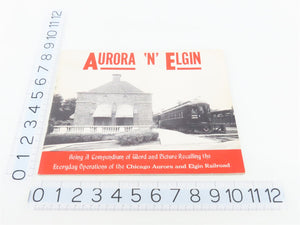 AURORA 'N' ELGIN
Being A Compendium of Word and Picture Recalling the
Everyday Operations of the Chicago Aurora and Elgin Railroad
0 1 2 3 4 5 6 7 8 9 10 11 12
0 1 2 3 4 5 6 7 8 9 10 11 12